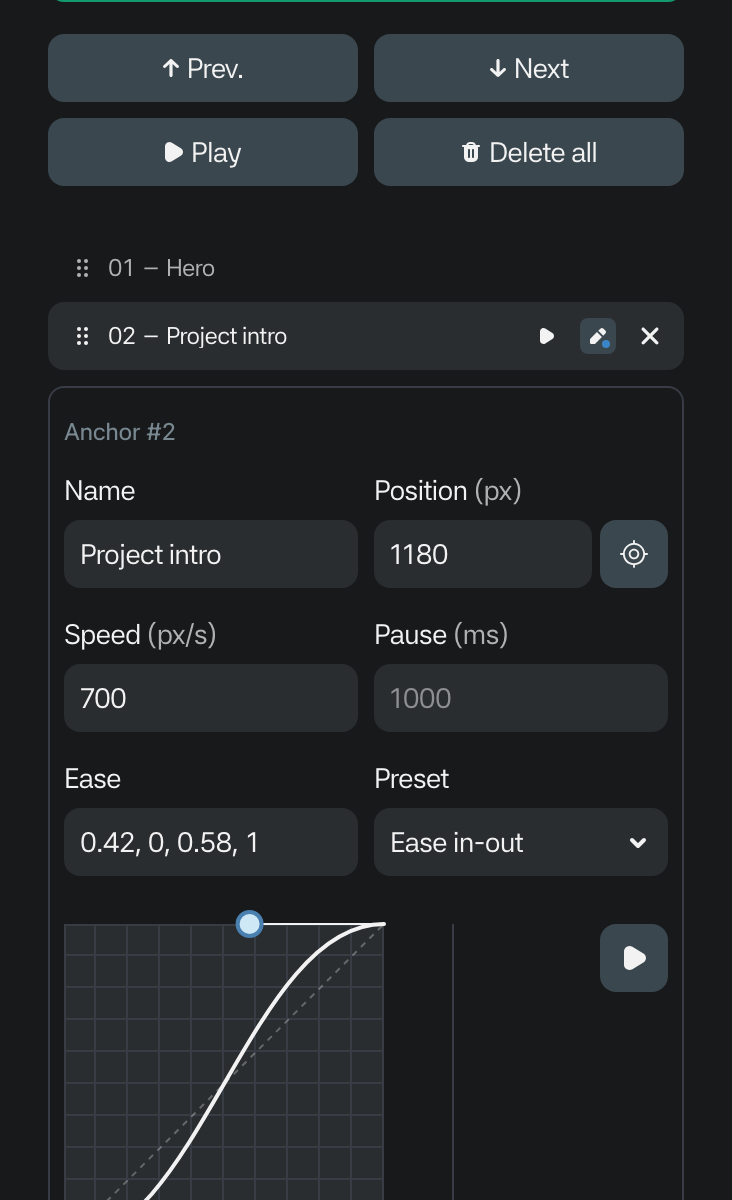 Prev.
Next
Play
Delete all
01 – Hero
02 – Project intro
Anchor #2
Name
Position (px)
Project intro
1180
Speed (px/s)
Pause (ms)
700
1000
Ease
Preset
0.42, 0, 0.58, 1
Ease in-out